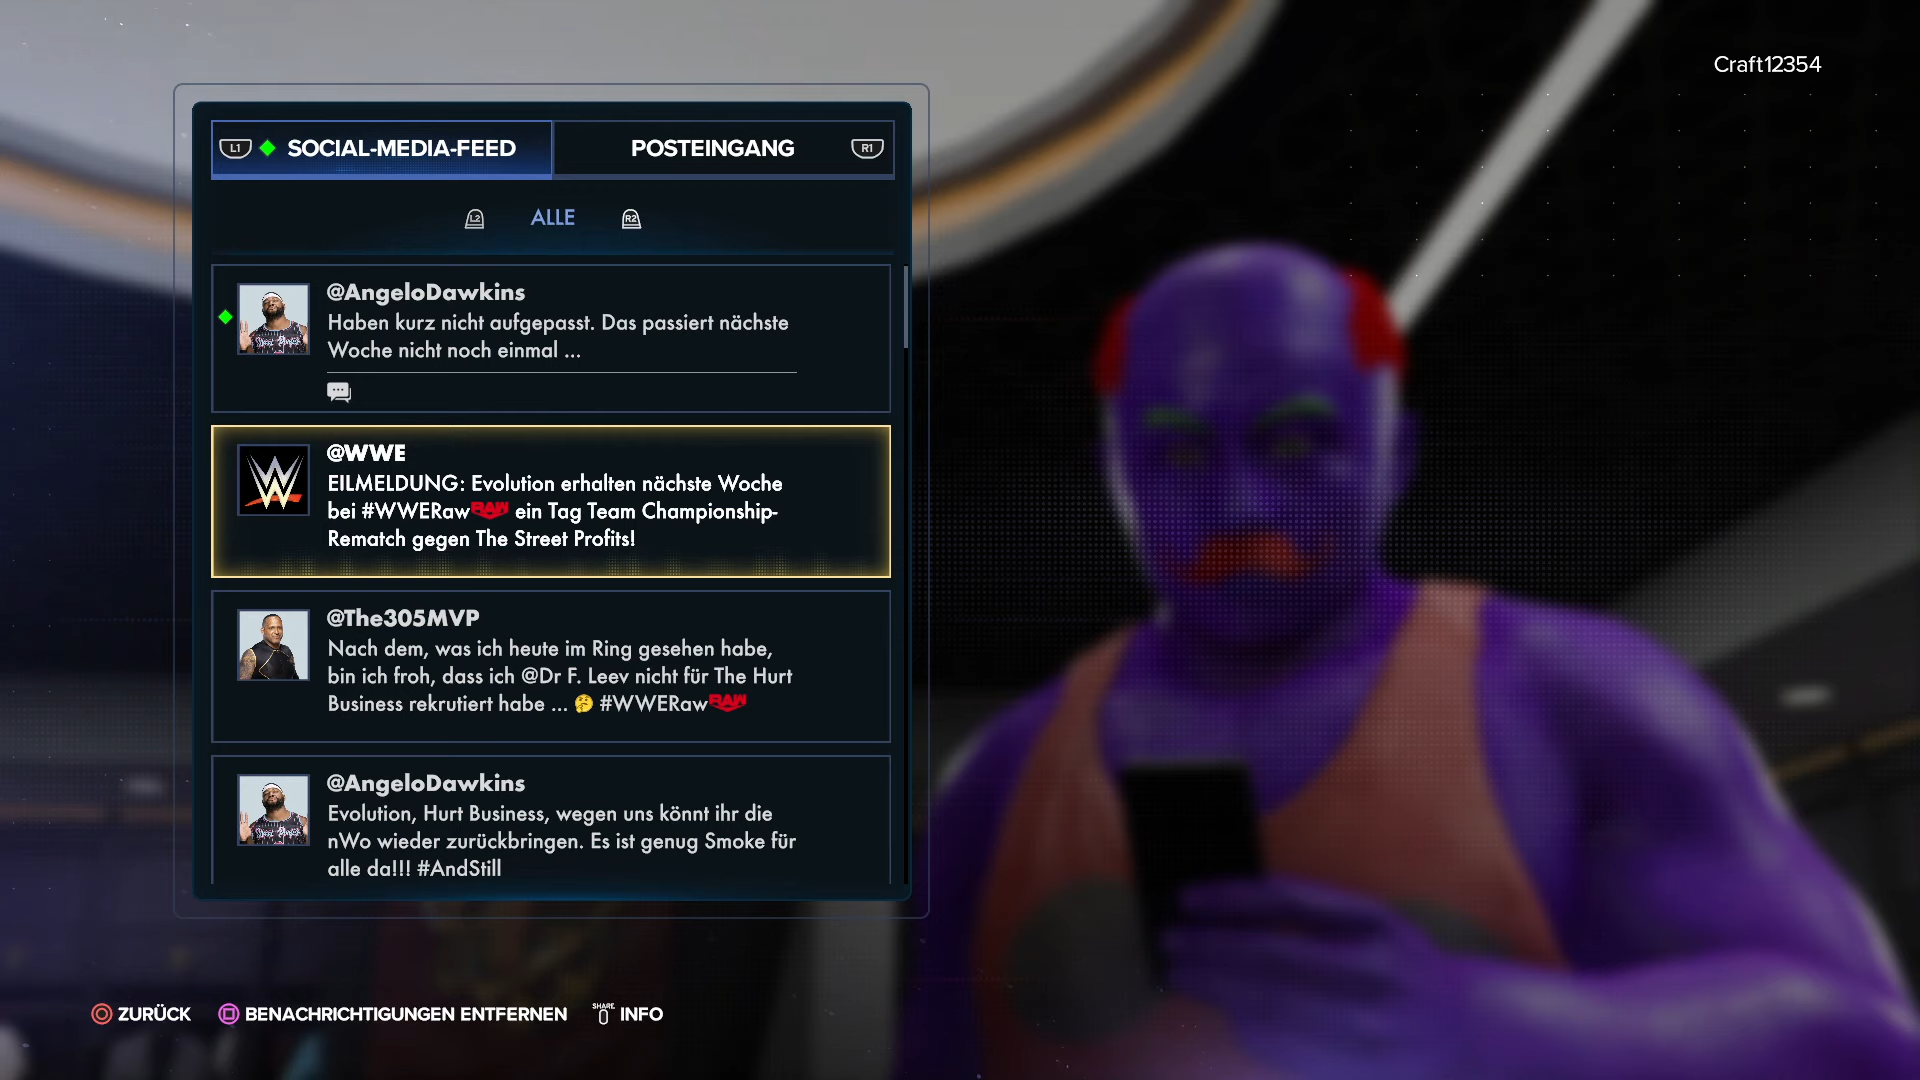 Craft12354
L1 SOCIAL-MEDIA-FEED POSTEINGANG R1
L2 ALLE R2
@AngeloDawkins
Haben kurz nicht aufgepasst. Das passiert nächste
Woche nicht noch einmal ...
@WWE
EILMELDUNG: Evolution erhalten nächste Woche
bei #WWERaw RAW ein Tag Team Championship-
Rematch gegen The Street Profits!
@The305MVP
Nach dem, was ich heute im Ring gesehen habe,
bin ich froh, dass ich @Dr F. Leev nicht für The Hurt
Business rekrutiert habe ... 🤔 #WWERaw RAW
@AngeloDawkins
Evolution, Hurt Business, wegen uns könnt ihr die
nWo wieder zurückbringen. Es ist genug Smoke für
alle da!!! #AndStill
ZURÜCK BENACHRICHTIGUNGEN ENTFERNEN SHARE INFO